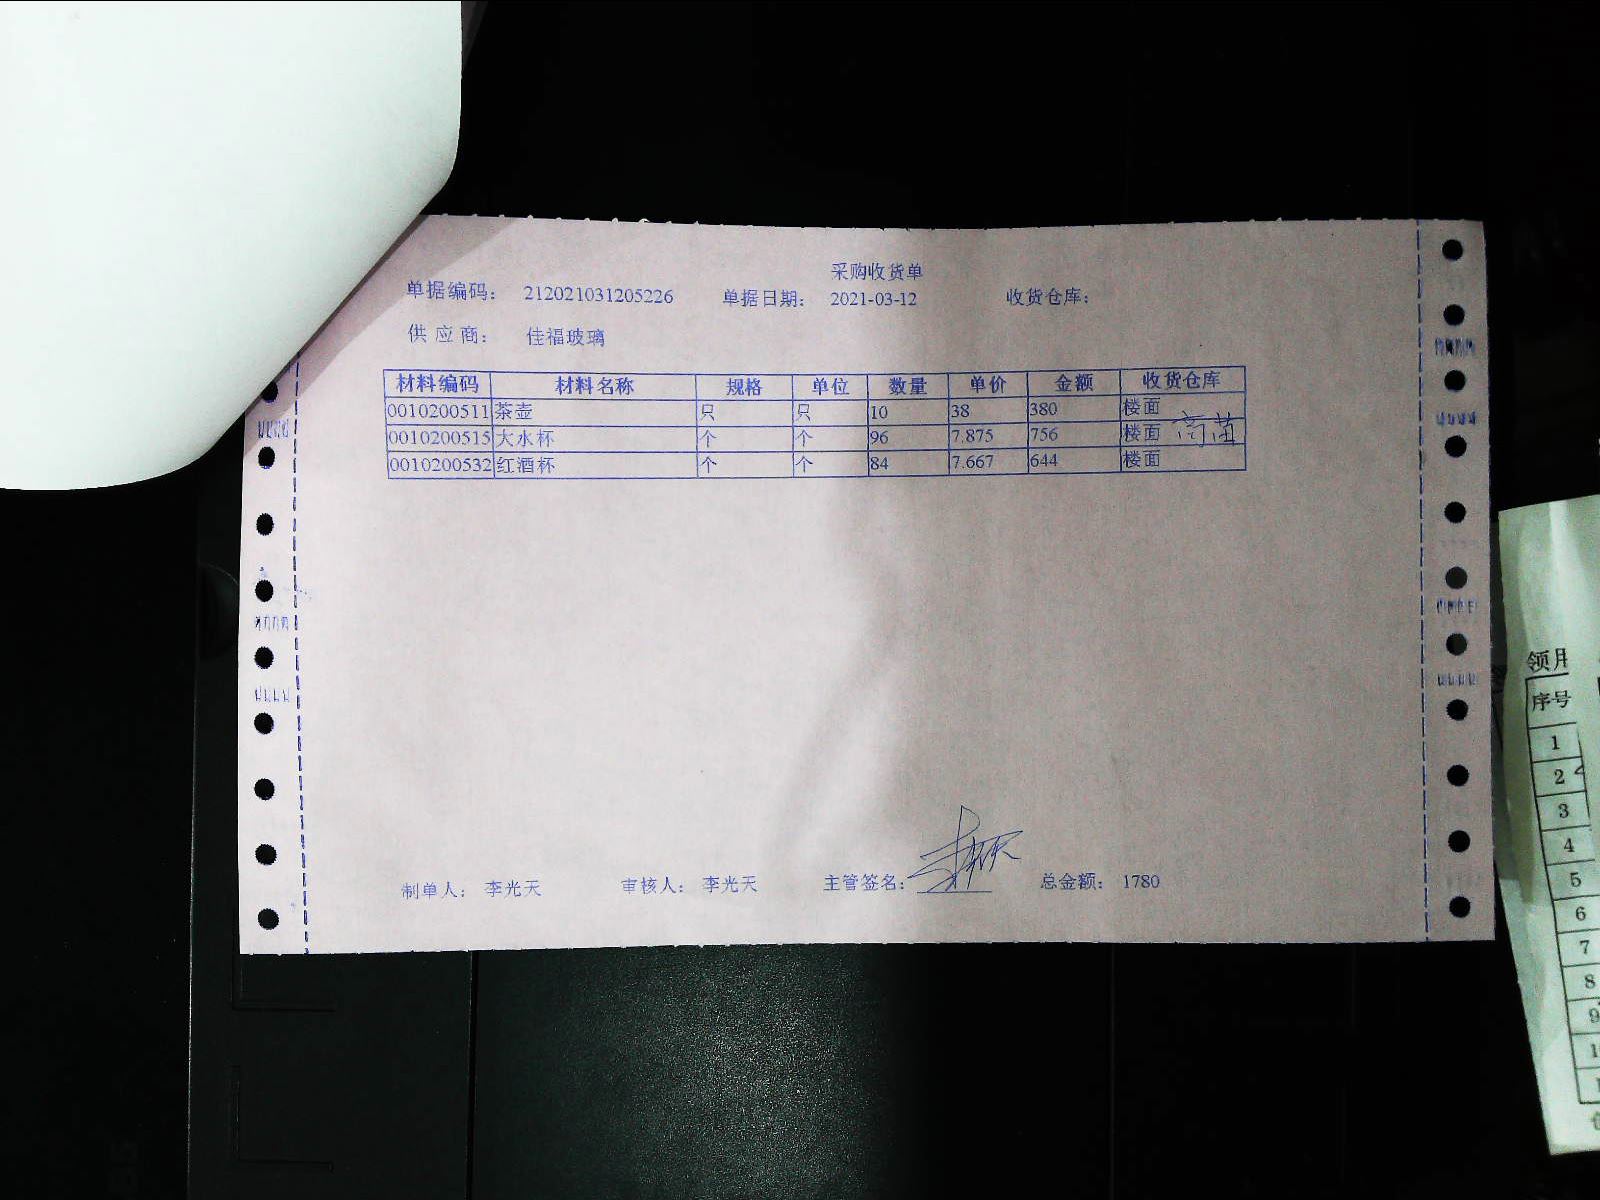 采购收货单
单据编码： 212021031205226 单据日期： 2021-03-12 收货仓库：
供应商： 佳福玻璃
材料编码 材料名称 规格 单位 数量 单价 金额 收货仓库
0010200511 茶壶 只 只 10 38 380 楼面
0010200515 大水杯 个 个 96 7.875 756 楼面
0010200532 红酒杯 个 个 84 7.667 644 楼面
制单人： 李光天 审核人： 李光天 主管签名： 总金额： 1780
领用
序号
1
2
3
4
5
6
7
8
9